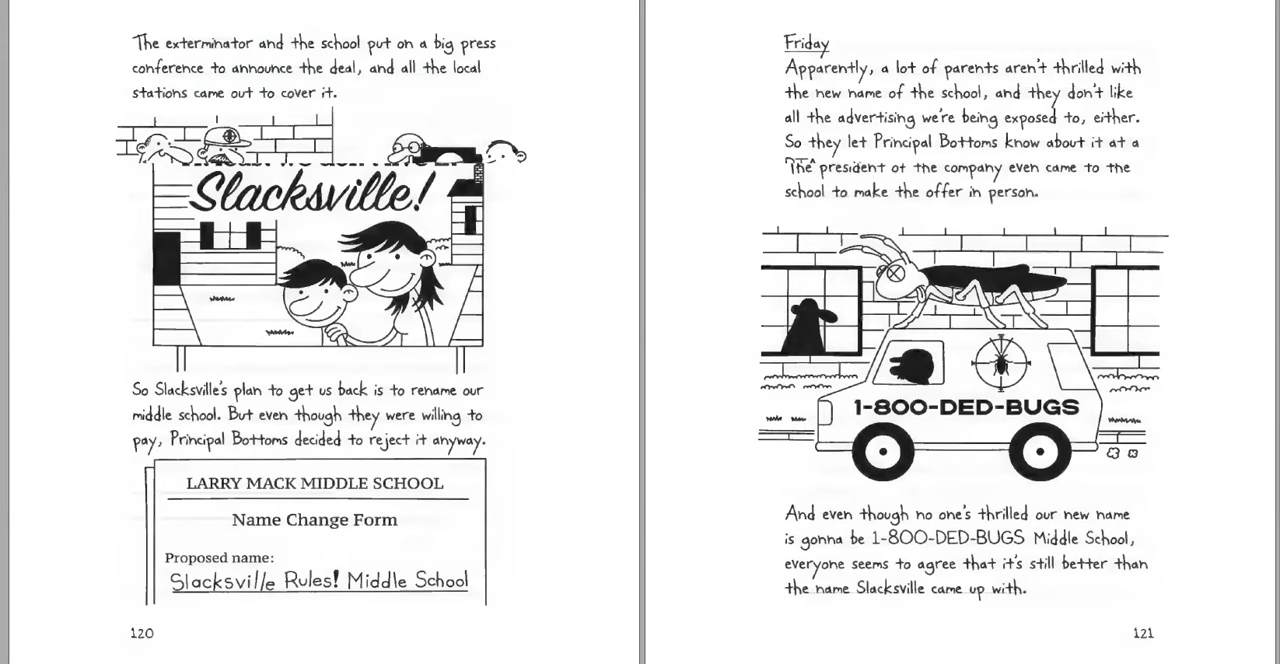 The exterminator and the school put on a big press
conference to announce the deal, and all the local
stations came out to cover it.
Slacksville!
So Slacksville's plan to get us back is to rename our
middle school. But even though they were willing to
pay, Principal Bottoms decided to reject it anyway.
LARRY MACK MIDDLE SCHOOL
Name Change Form
Proposed name:
Slacksville Rules! Middle School
120
Friday
Apparently, a lot of parents aren't thrilled with
the new name of the school, and they don't like
all the advertising we're being exposed to, either.
So they let Principal Bottoms know about it at a
The president of the company even came to the
school to make the offer in person.
1-800-DED-BUGS
And even though no one's thrilled our new name
is gonna be 1-800-DED-BUGS Middle School,
everyone seems to agree that it's still better than
the name Slacksville came up with.
121